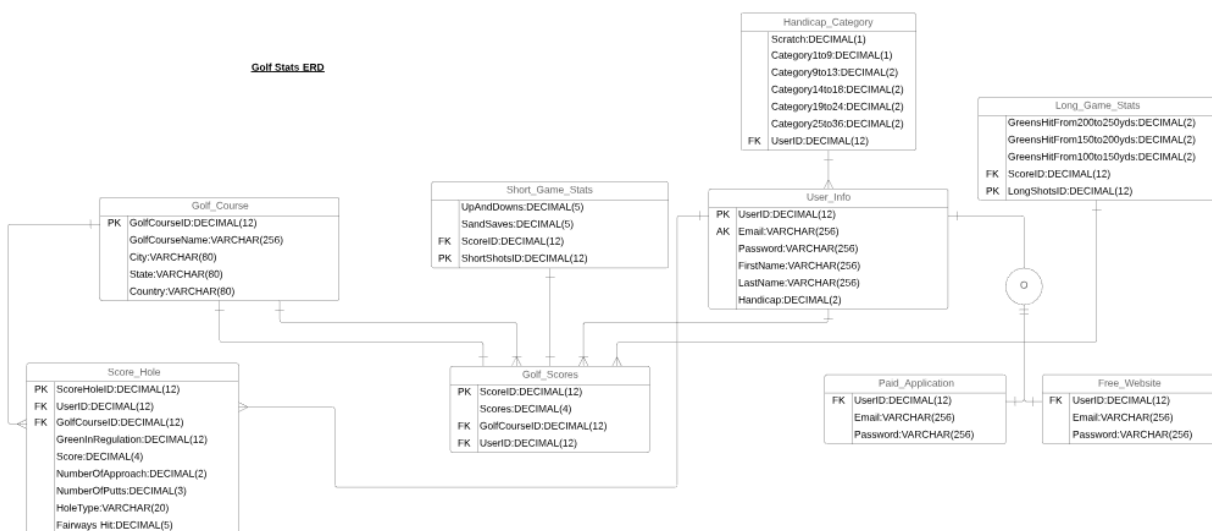 Golf Stats ERD
Handicap_Category
Scratch:DECIMAL(1)
Category1to9:DECIMAL(1)
Category9to13:DECIMAL(2)
Category14to18:DECIMAL(2)
Category19to24:DECIMAL(2)
Category25to36:DECIMAL(2)
FK UserID:DECIMAL(12)
Long_Game_Stats
GreensHitFrom200to250yds:DECIMAL(2)
GreensHitFrom150to200yds:DECIMAL(2)
GreensHitFrom100to150yds:DECIMAL(2)
FK ScoreID:DECIMAL(12)
PK LongShotsID:DECIMAL(12)
Short_Game_Stats
UpAndDowns:DECIMAL(5)
SandSaves:DECIMAL(5)
FK ScoreID:DECIMAL(12)
PK ShortShotsID:DECIMAL(12)
User_Info
PK UserID:DECIMAL(12)
AK Email:VARCHAR(256)
Password:VARCHAR(256)
FirstName:VARCHAR(256)
LastName:VARCHAR(256)
Handicap:DECIMAL(2)
Golf_Course
PK GolfCourseID:DECIMAL(12)
GolfCourseName:VARCHAR(256)
City:VARCHAR(80)
State:VARCHAR(80)
Country:VARCHAR(80)
O
Score_Hole
PK ScoreHoleID:DECIMAL(12)
FK UserID:DECIMAL(12)
FK GolfCourseID:DECIMAL(12)
GreenInRegulation:DECIMAL(12)
Score:DECIMAL(4)
NumberOfApproach:DECIMAL(2)
NumberOfPutts:DECIMAL(3)
HoleType:VARCHAR(20)
Fairways Hit:DECIMAL(5)
Golf_Scores
PK ScoreID:DECIMAL(12)
Scores:DECIMAL(4)
FK GolfCourseID:DECIMAL(12)
FK UserID:DECIMAL(12)
Paid_Application
FK UserID:DECIMAL(12)
Email:VARCHAR(256)
Password:VARCHAR(256)
Free_Website
FK UserID:DECIMAL(12)
Email:VARCHAR(256)
Password:VARCHAR(256)